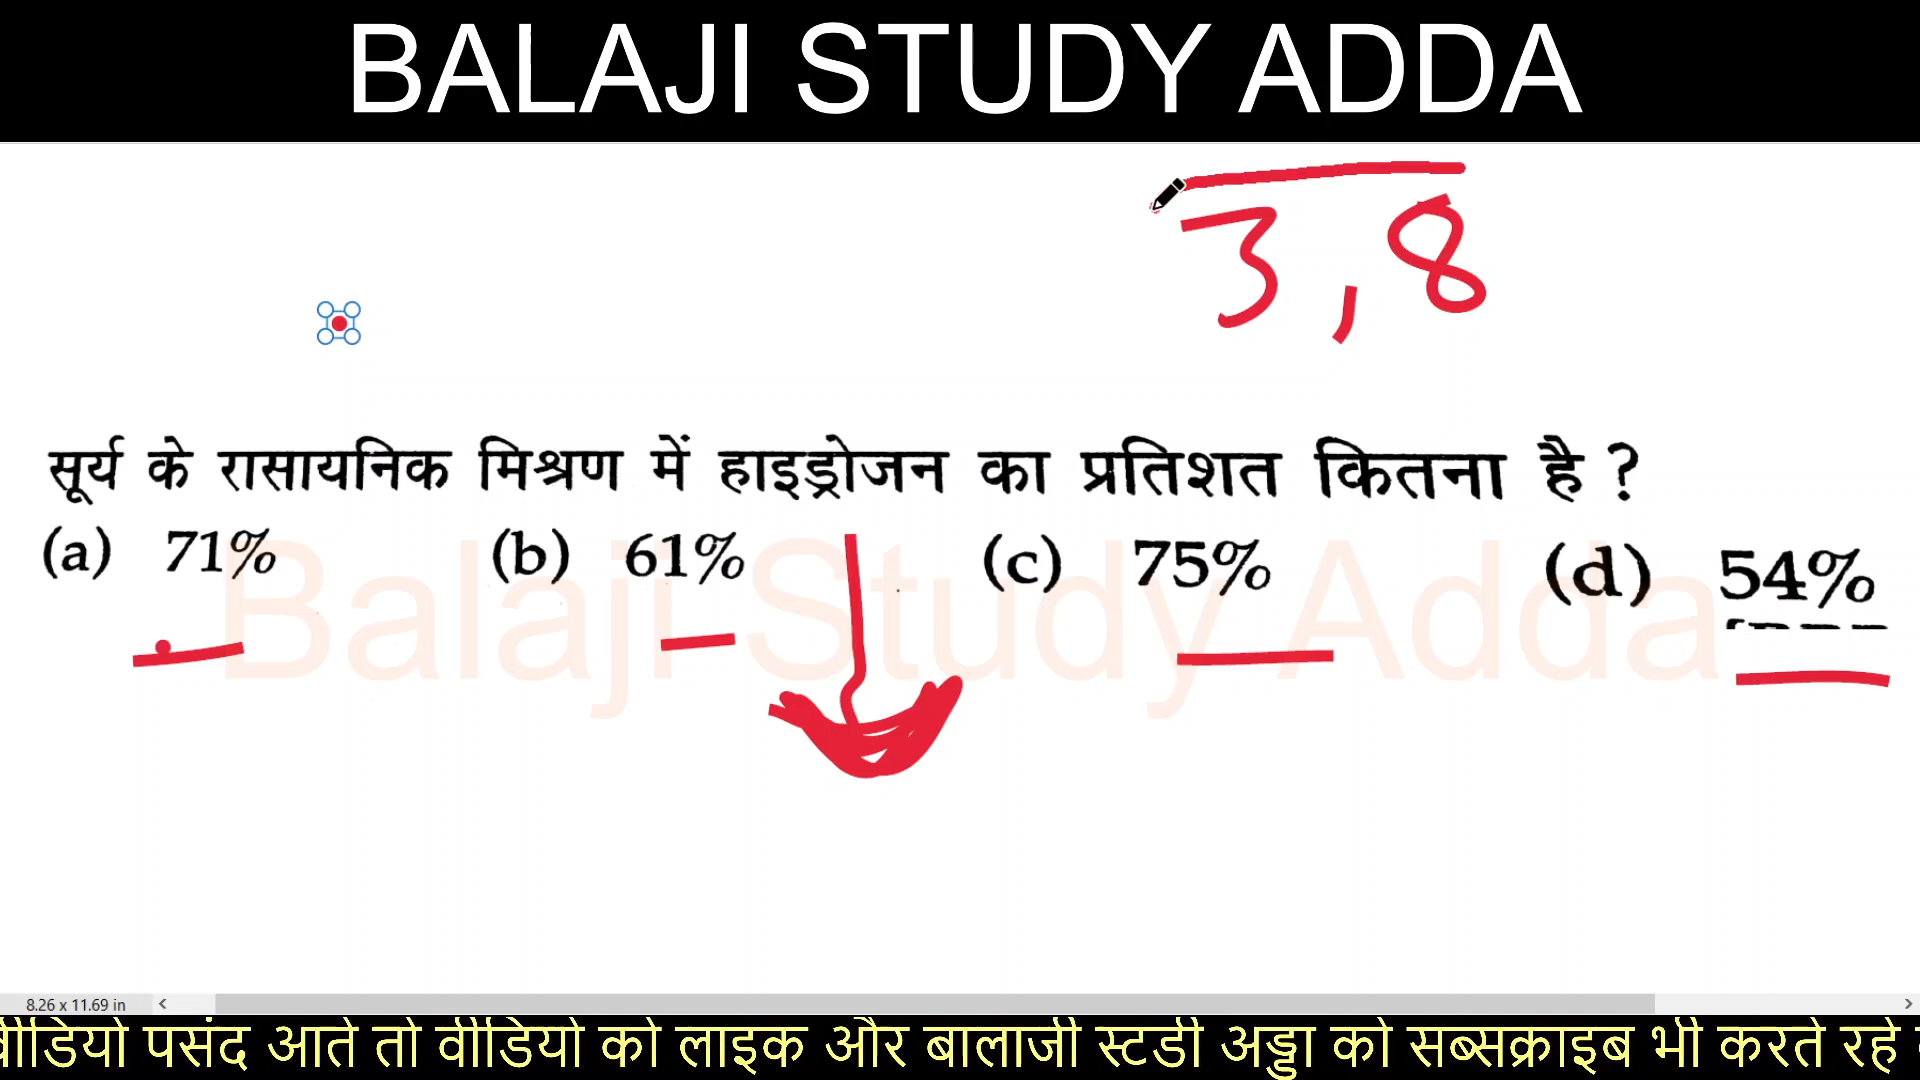 BALAJI STUDY ADDA
3,8
सूर्य के रासायनिक मिश्रण में हाइड्रोजन का प्रतिशत कितना है ?
(a) 71% (b) 61% (c) 75% (d) 54%
Balaji Study Adda
8.26 x 11.69 in
वीडियो पसंद आते तो वीडियो को लाइक और बालाजी स्टडी अड्डा को सब्सक्राइब भी करते रहे